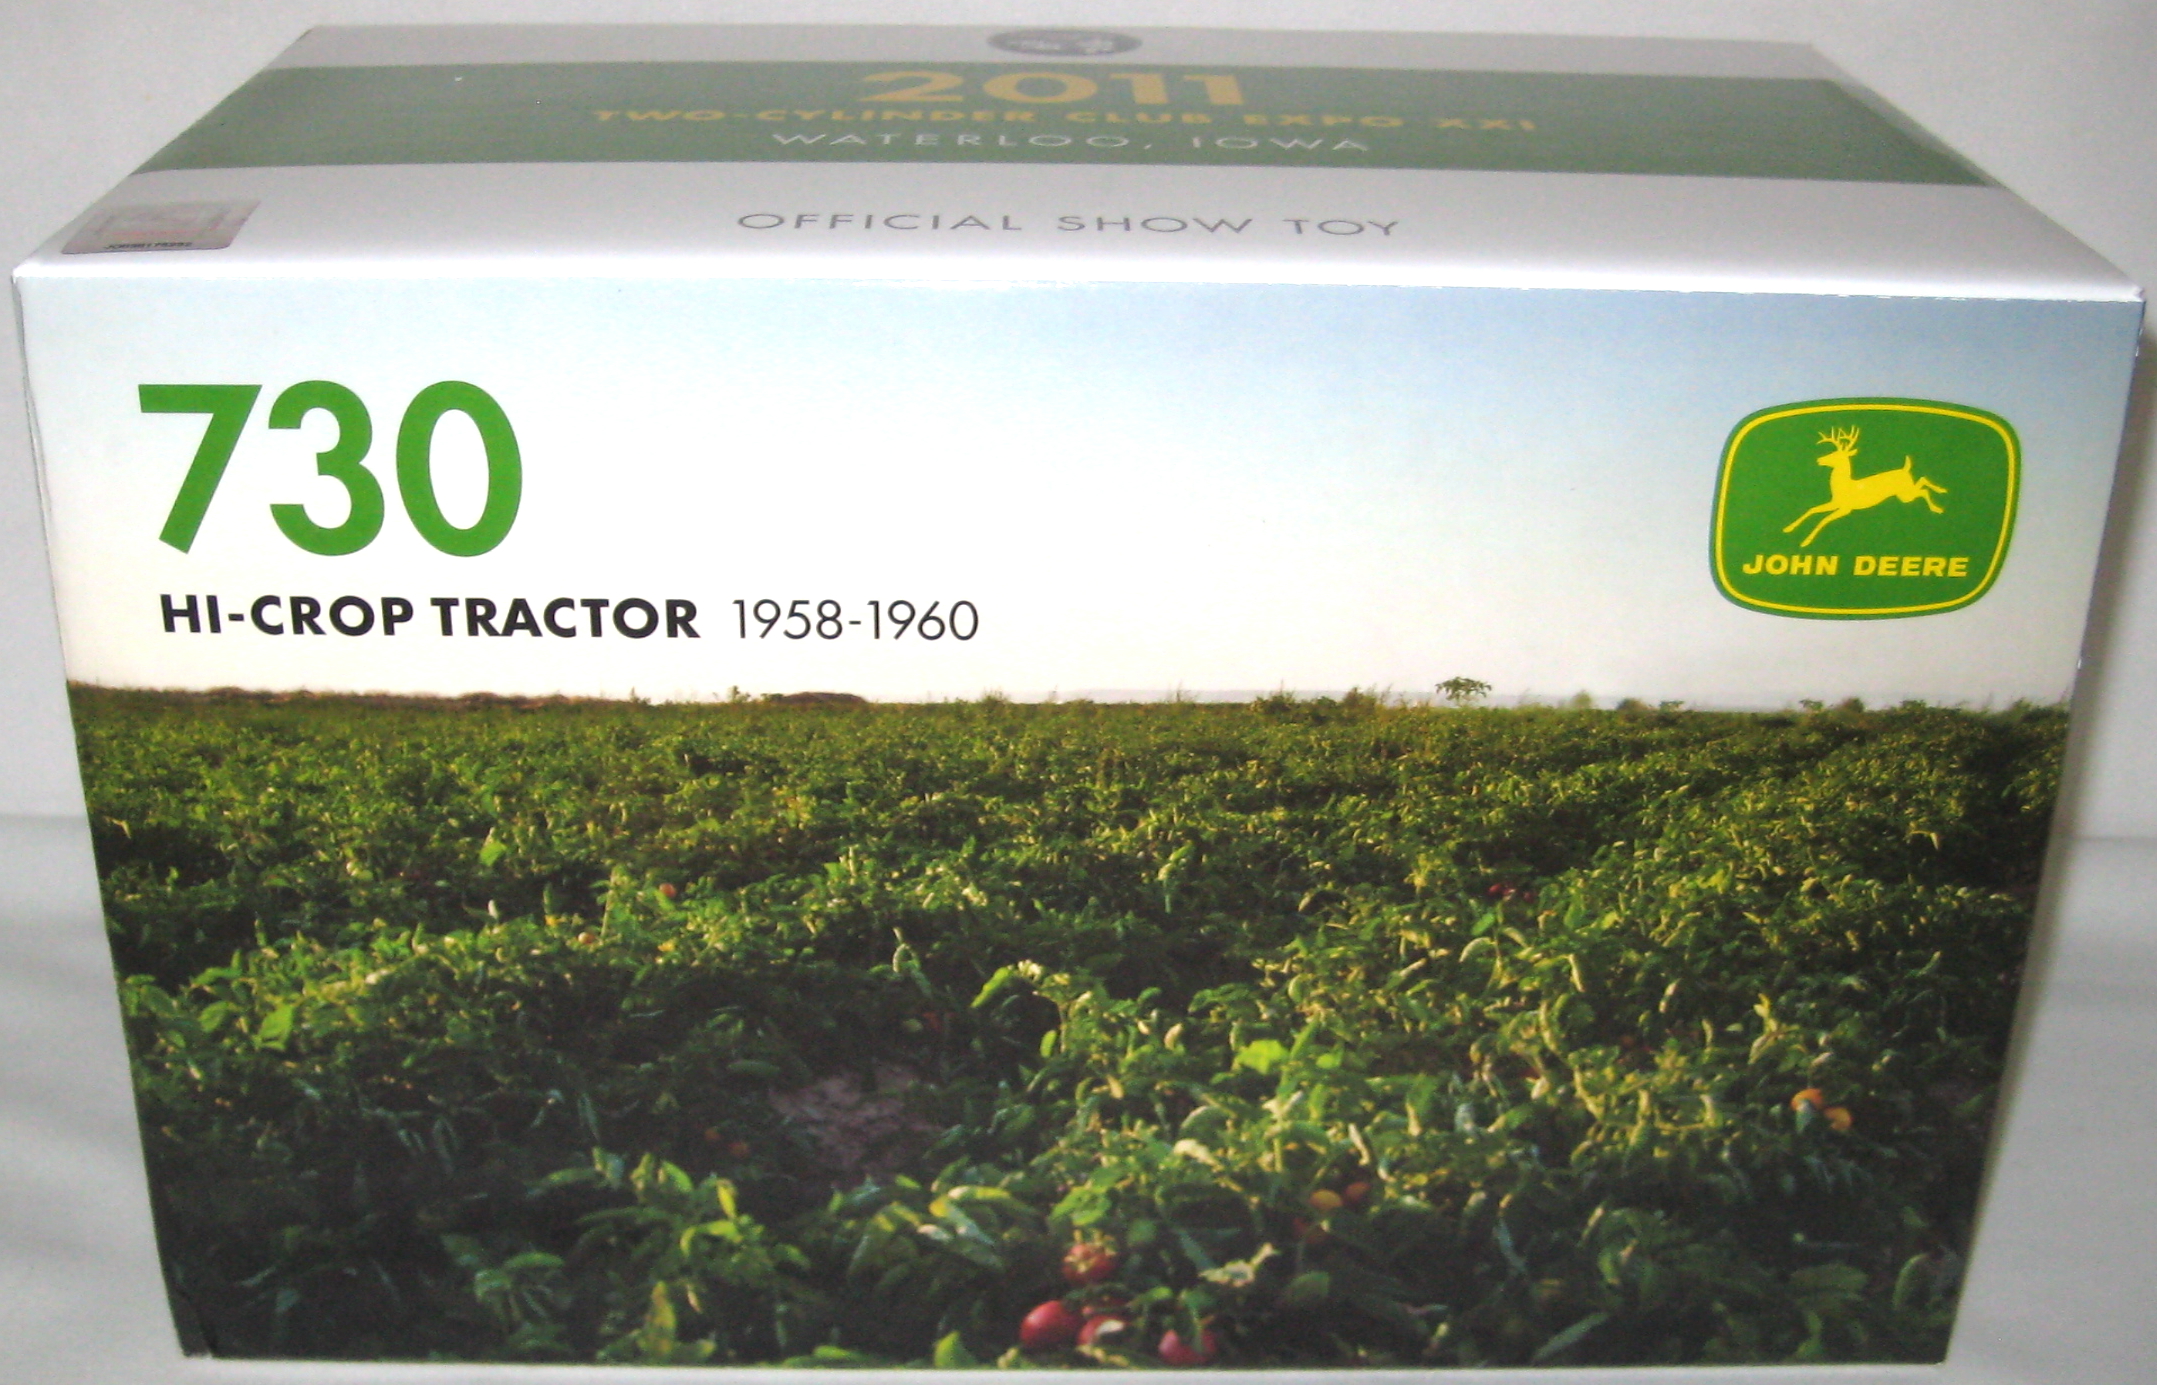 2011
TWO-CYLINDER CLUB EXPO XXI
WATERLOO, IOWA
OFFICIAL SHOW TOY
730
HI-CROP TRACTOR 1958-1960
JOHN DEERE